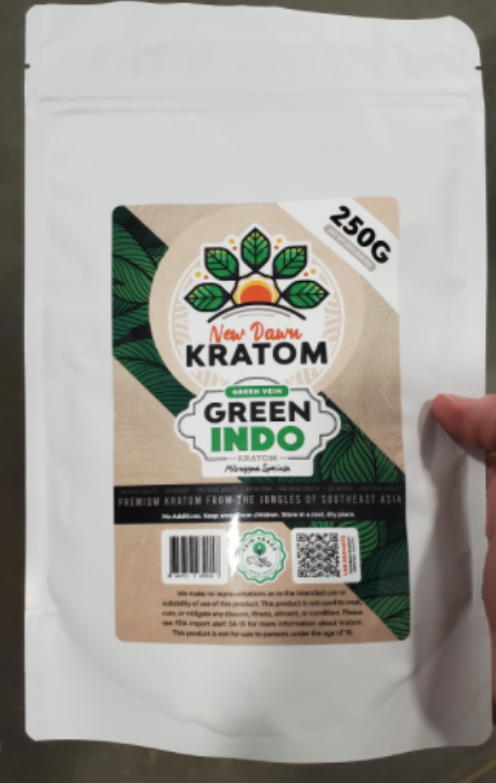 250G
New Dawn
KRATOM
GREEN VEIN
GREEN
INDO
KRATOM
Mitragyna Speciosa
PREMIUM KRATOM FROM THE JUNGLES OF SOUTHEAST ASIA
No Additives. Keep away from children. Store in a cool, dry place.
FAIR TRADE
LAB REPORTS
We make no representations as to the intended use or
suitability of use of this product. This product is not used to treat,
cure, or mitigate any disease, illness, ailment, or condition. Please
see FDA import alert 54-15 for more information about kratom.
This product is not for sale to persons under the age of 18.